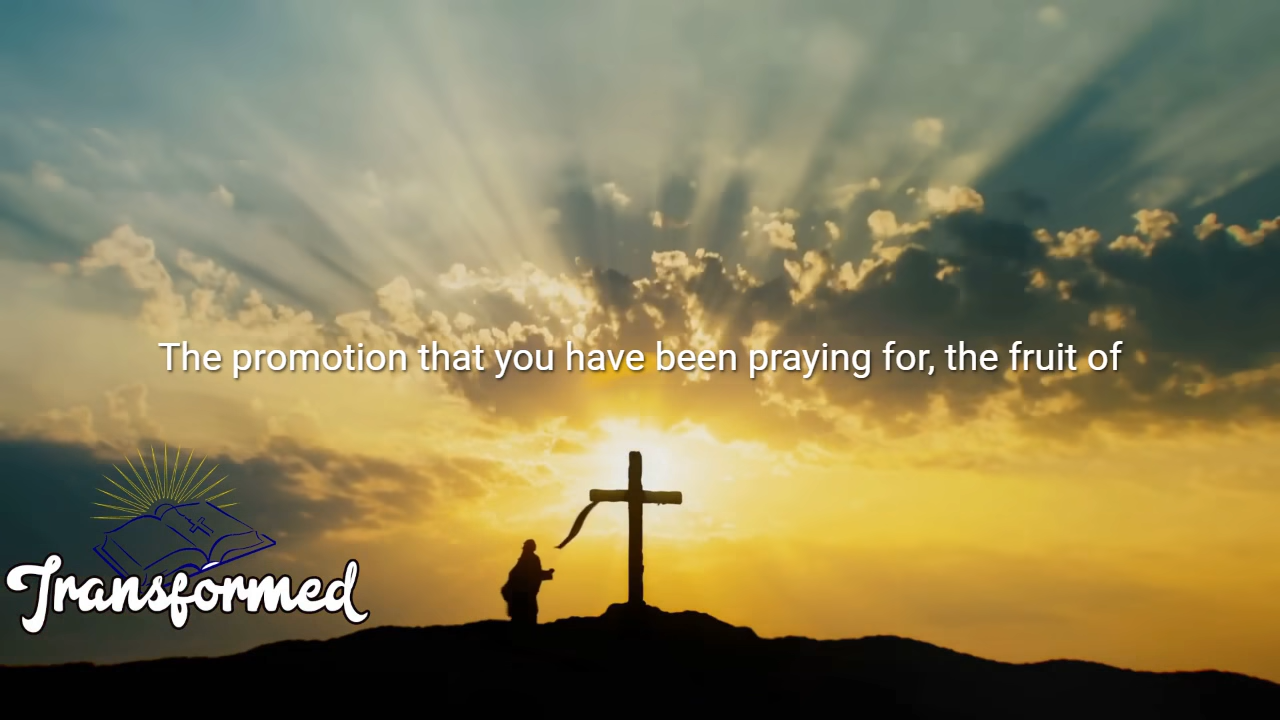 The promotion that you have been praying for, the fruit of
Transformed